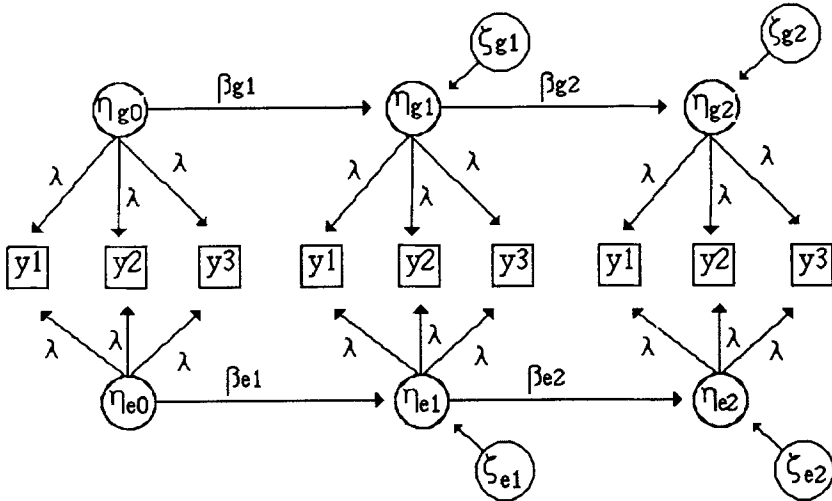 ζg1 ζg2
βg1 βg2
ηg0 ηg1 ηg2
λ λ λ λ λ λ
λ λ λ
y1 y2 y3 y1 y2 y3 y1 y2 y3
λ λ λ
λ λ λ λ λ λ
βe1 βe2
ηe0 ηe1 ηe2
ζe1 ζe2